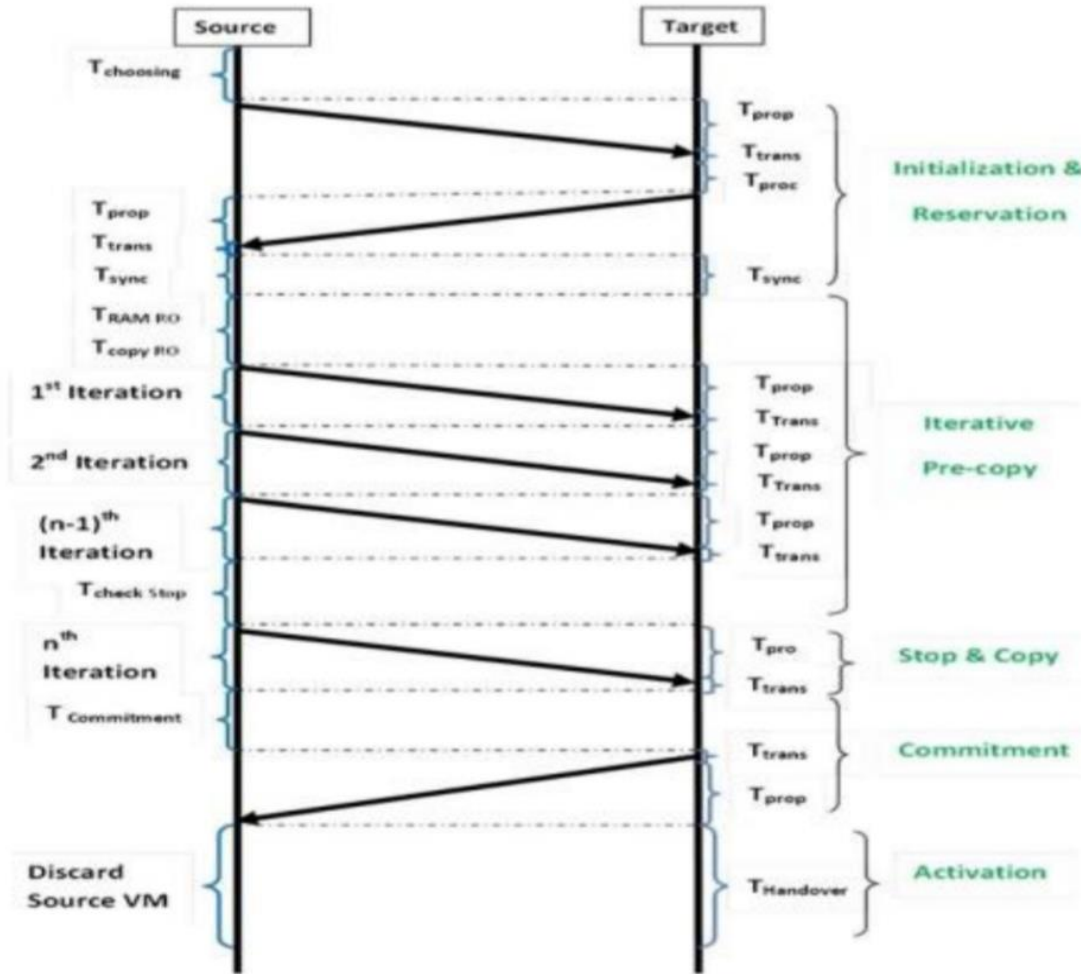 Source
Target
Tchoosing
Tprop
Ttrans
Tproc
Initialization &
Reservation
Tprop
Ttrans
Tsync
Tsync
TRAM RO
Tcopy RO
1st Iteration
Tprop
TTrans
2nd Iteration
Tprop
TTrans
Iterative
Pre-copy
(n-1)th
Iteration
Tprop
Ttrans
Tcheck Stop
nth
Iteration
Tpro
Ttrans
Stop & Copy
T Commitment
Ttrans
Tprop
Commitment
Discard
Source VM
THandover
Activation